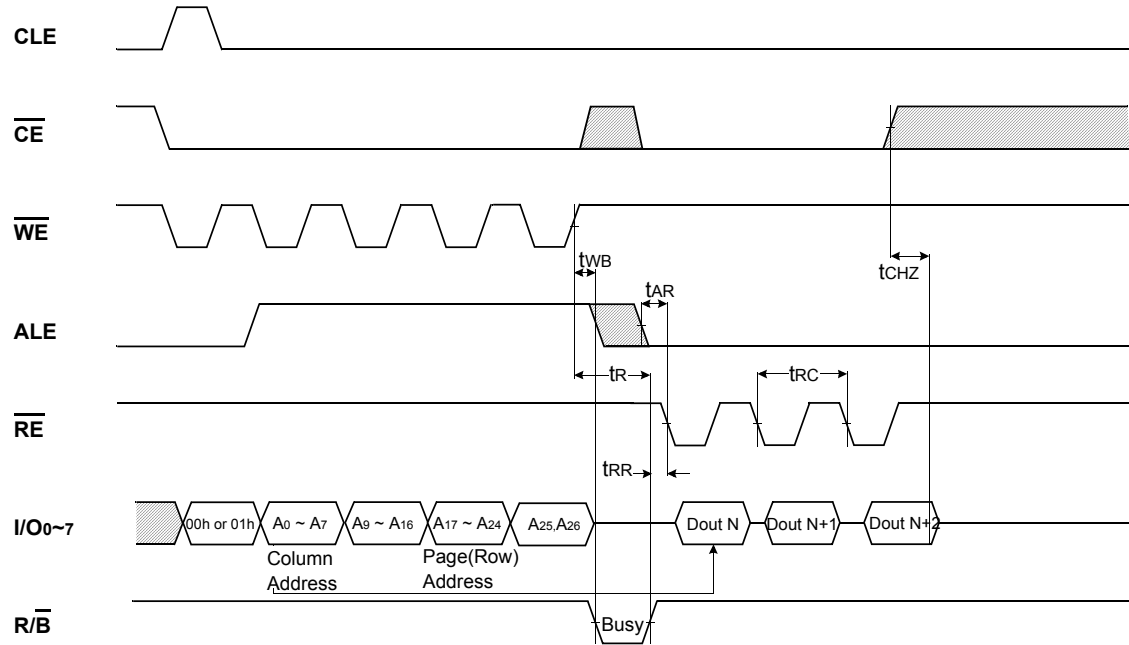 CLE
CE
WE
tWB
tCHZ
tAR
ALE
tR
tRC
RE
tRR
I/O0~7
00h or 01h
A0 ~ A7
A9 ~ A16
A17 ~ A24
A25,A26
Dout N
Dout N+1
Dout N+2
Column
Address
Page(Row)
Address
R/B
Busy